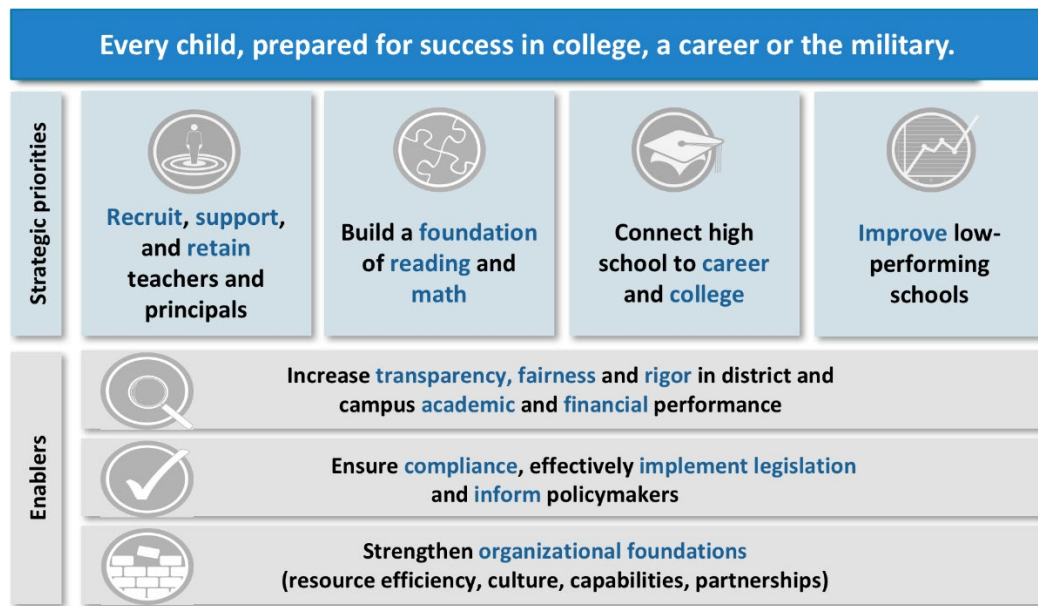 Every child, prepared for success in college, a career or the military.
Strategic priorities
Recruit, support,
and retain
teachers and
principals
Build a foundation
of reading and
math
Connect high
school to career
and college
Improve low-
performing
schools
Enablers
Increase transparency, fairness and rigor in district and
campus academic and financial performance
Ensure compliance, effectively implement legislation
and inform policymakers
Strengthen organizational foundations
(resource efficiency, culture, capabilities, partnerships)